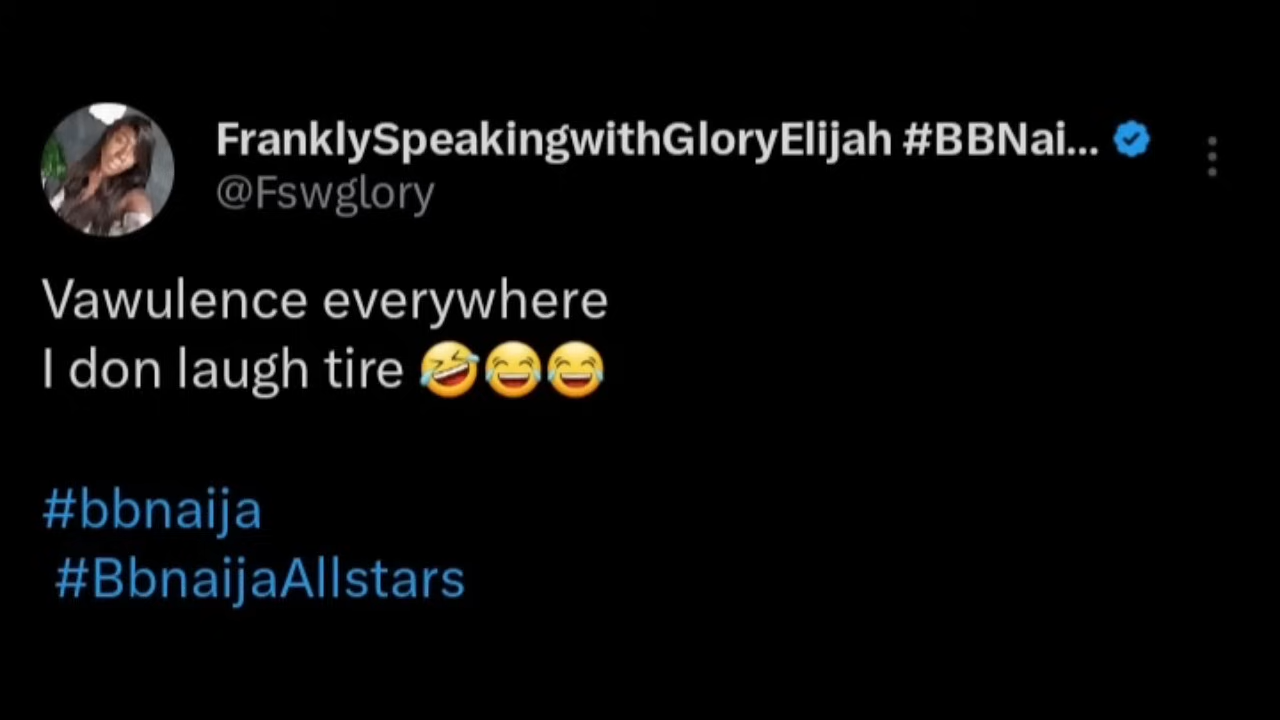 FranklySpeakingwithGloryElijah #BBNai...
@Fswglory
Vawulence everywhere
I don laugh tire 🤣😂😂
#bbnaija
#BbnaijaAllstars